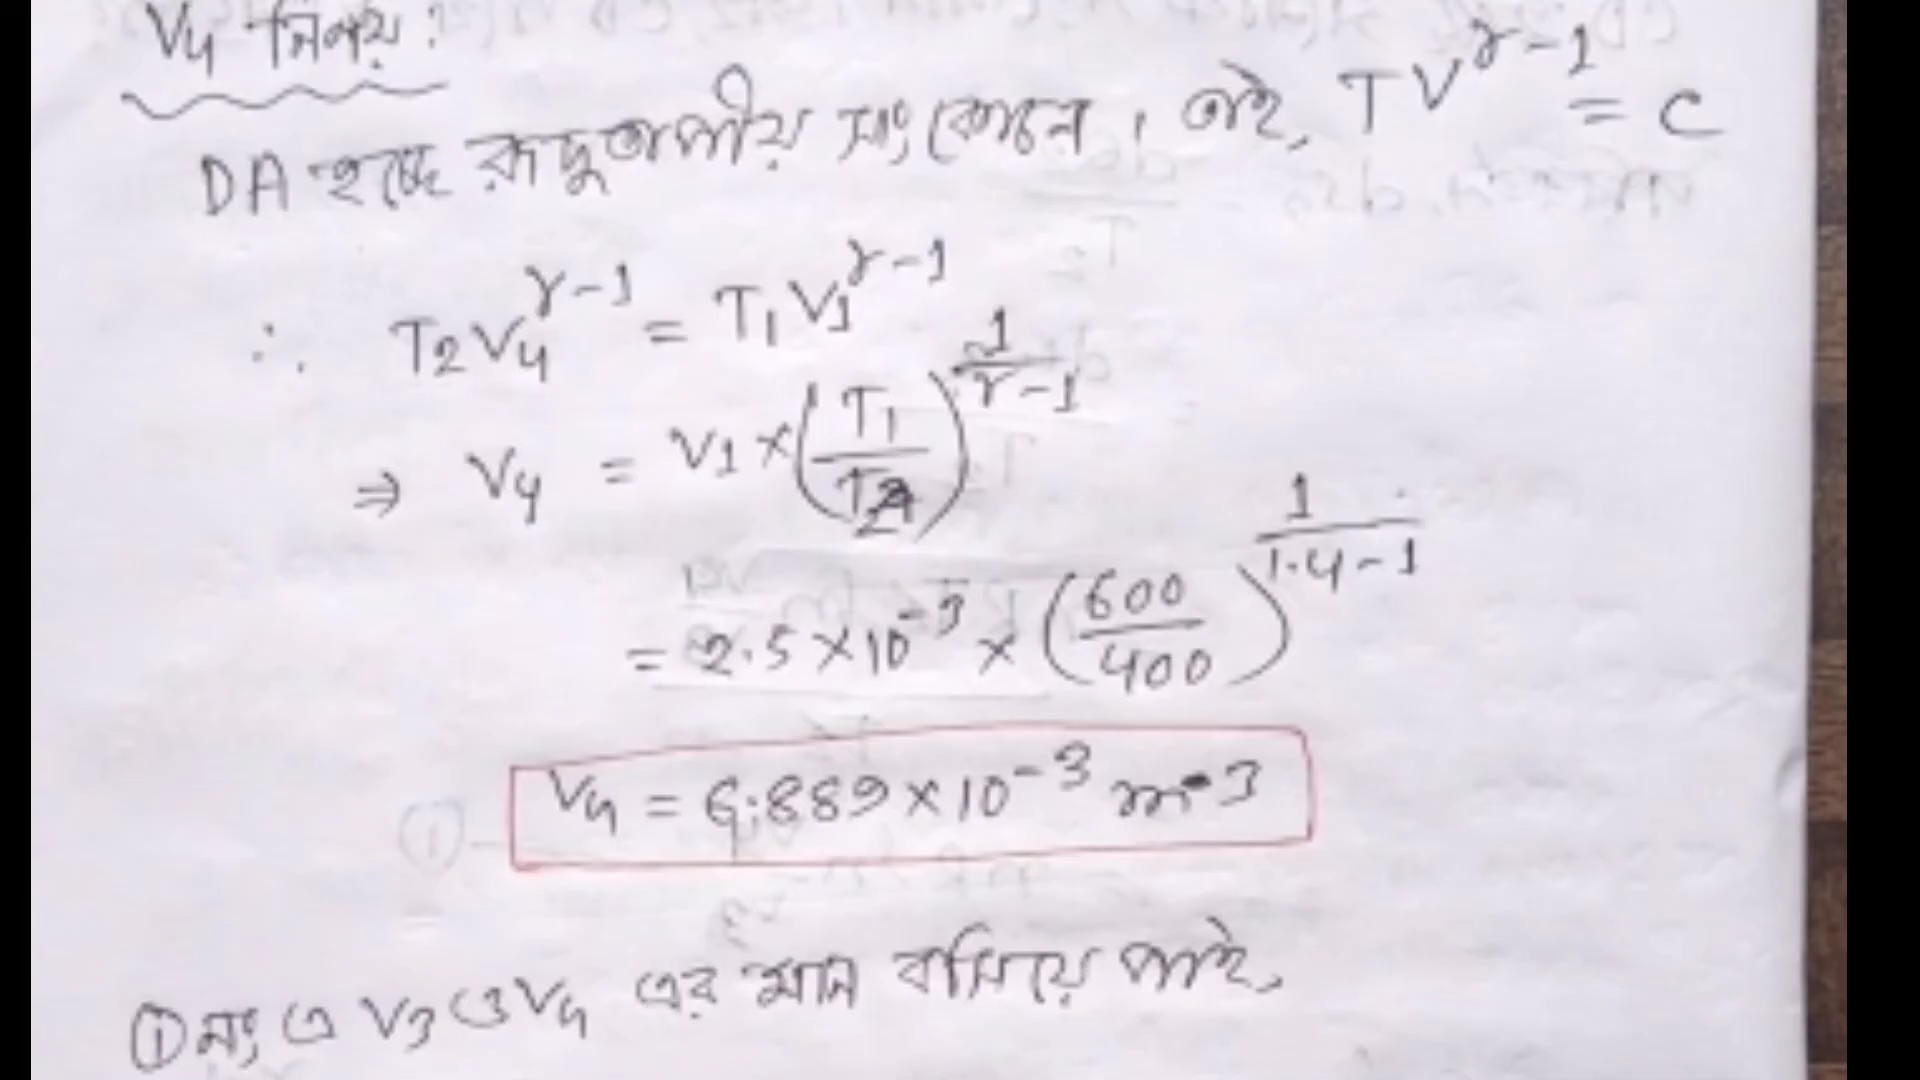 V4 নির্ণয়:
DA হচ্ছে রুদ্ধতাপীয় সংকোচন, তাই, TV^γ-1 = C
∴ T2V4^γ-1 = T1V1^γ-1
⇒ V4 = V1 × (T1/T2)^1/γ-1
= 2.5 × 10^-3 × (600/400)^1/1.4-1
V4 = 6.889 × 10^-3 m^3
① নং এ V3 ও V4 এর মান বসিয়ে পাই,